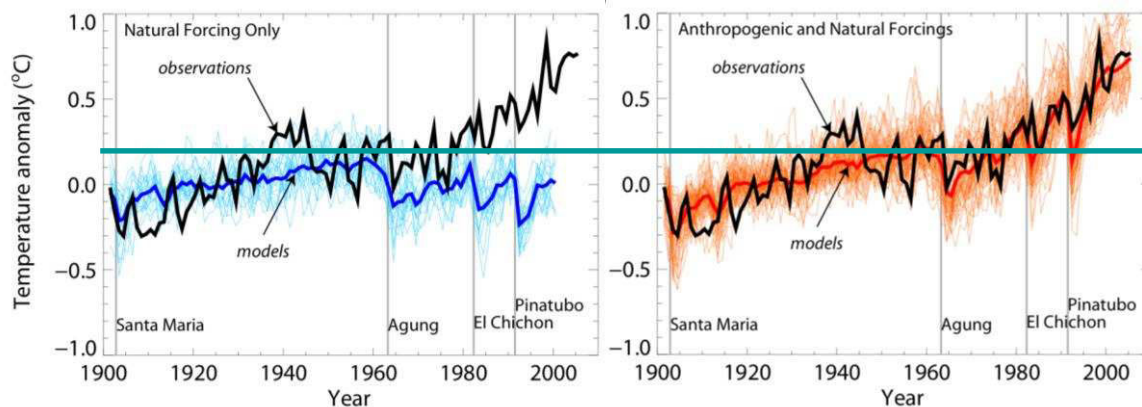 Temperature anomaly (°C)
1.0
0.5
0.0
−0.5
−1.0
Natural Forcing Only
observations
models
Santa Maria
Agung
El Chichon
Pinatubo
1900 1920 1940 1960 1980 2000
Year
1.0
0.5
0.0
−0.5
−1.0
Anthropogenic and Natural Forcings
observations
models
Santa Maria
Agung
El Chichon
Pinatubo
1900 1920 1940 1960 1980 2000
Year